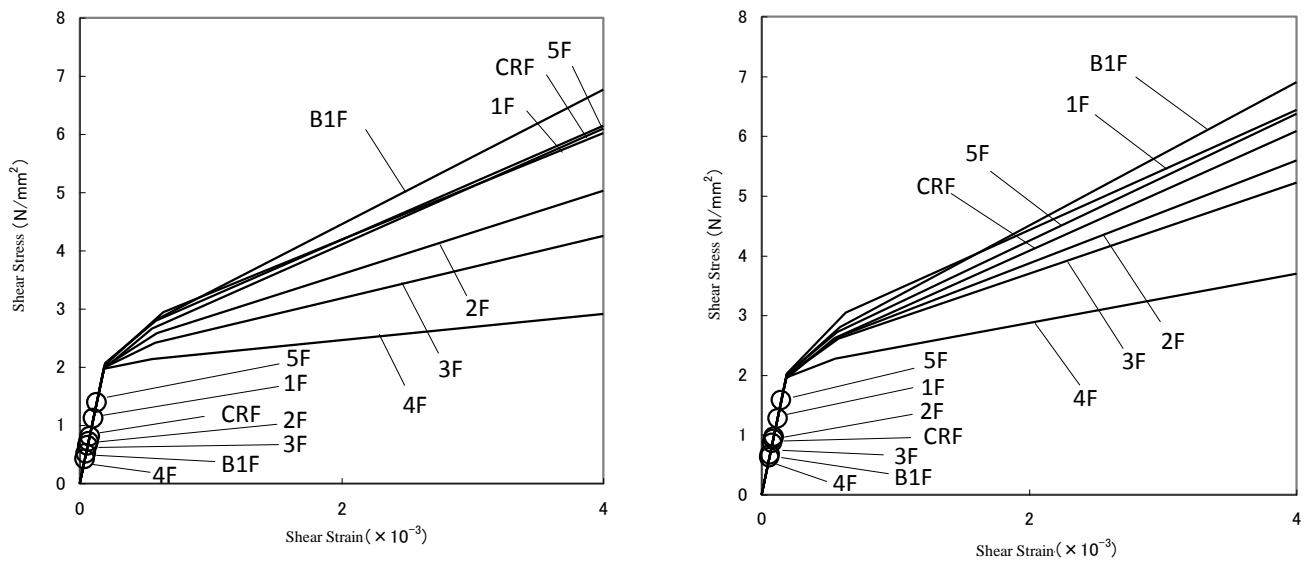 8
7
6
5
4
3
2
1
0
Shear Stress (N/mm²)
5F
CRF
1F
B1F
2F
3F
4F
5F
1F
CRF
2F
3F
B1F
4F
0
2
4
Shear Strain(×10⁻³)
8
7
6
5
4
3
2
1
0
Shear Stress (N/mm²)
B1F
1F
5F
CRF
2F
3F
4F
5F
1F
2F
CRF
3F
B1F
4F
0
2
4
Shear Strain(×10⁻³)